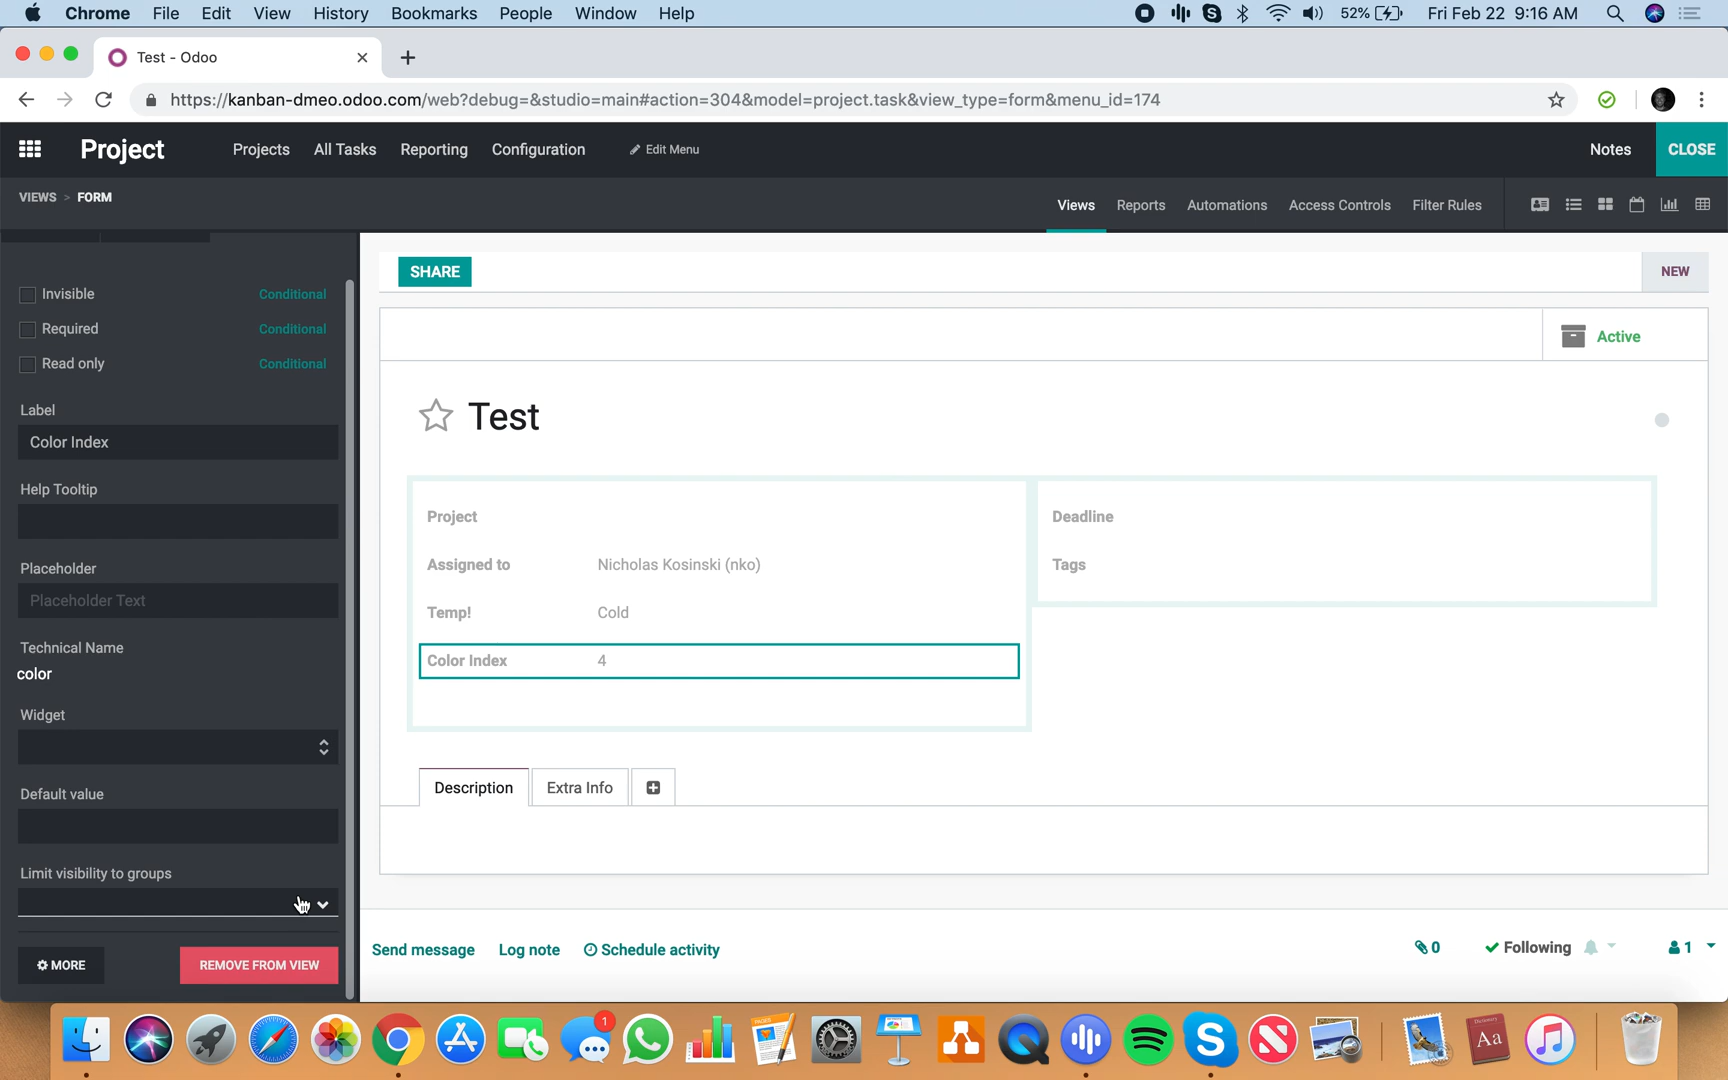 Chrome File Edit View History Bookmarks People Window Help 52% Fri Feb 22 9:16 AM
Test - Odoo
https://kanban-dmeo.odoo.com/web?debug=&studio=main#action=304&model=project.task&view_type=form&menu_id=174
Project Projects All Tasks Reporting Configuration Edit Menu Notes CLOSE
VIEWS > FORM Views Reports Automations Access Controls Filter Rules
SHARE NEW
Invisible Conditional
Required Conditional
Read only Conditional
Label
Color Index
Help Tooltip
Placeholder
Placeholder Text
Technical Name
color
Widget
Default value
Limit visibility to groups
MORE REMOVE FROM VIEW
Active
Test
Project
Assigned to Nicholas Kosinski (nko)
Temp! Cold
Color Index 4
Deadline
Tags
Description Extra Info
Send message Log note Schedule activity 0 Following 1
1
Aa